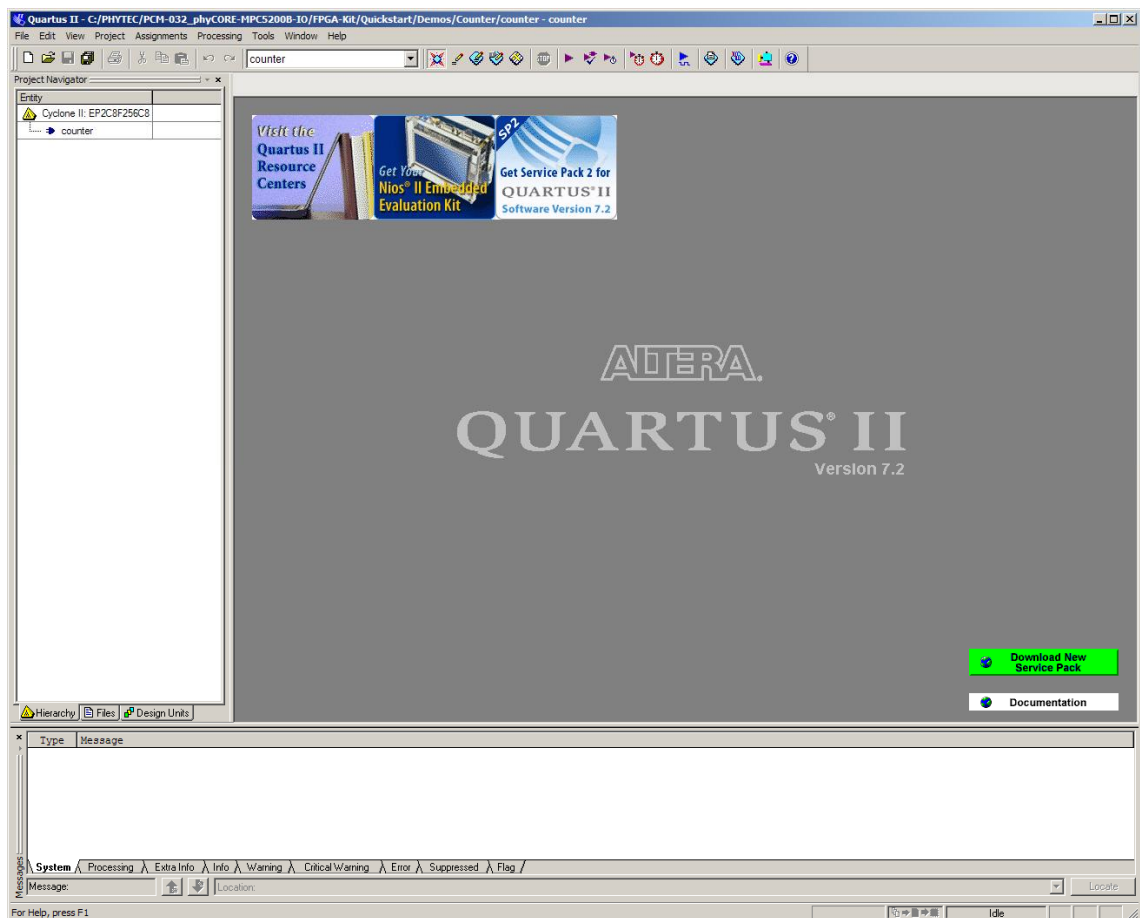 Quartus II - C:/PHYTEC/PCM-032_phyCORE-MPC5200B-IO/FPGA-Kit/Quickstart/Demos/Counter/counter - counter
File Edit View Project Assignments Processing Tools Window Help
counter
STOP
Project Navigator
Entity
Cyclone II: EP2C8F256C8
counter
Visit the
Quartus II
Resource
Centers
Get Your
Nios® II Embedded
Evaluation Kit
SP2
Get Service Pack 2 for
QUARTUS® II
Software Version 7.2
ALTERA.
QUARTUS® II
Version 7.2
Download New
Service Pack
Documentation
Hierarchy Files Design Units
Type Message
Messages
System Processing Extra Info Info Warning Critical Warning Error Suppressed Flag
Message: Location: Locate
For Help, press F1 Idle